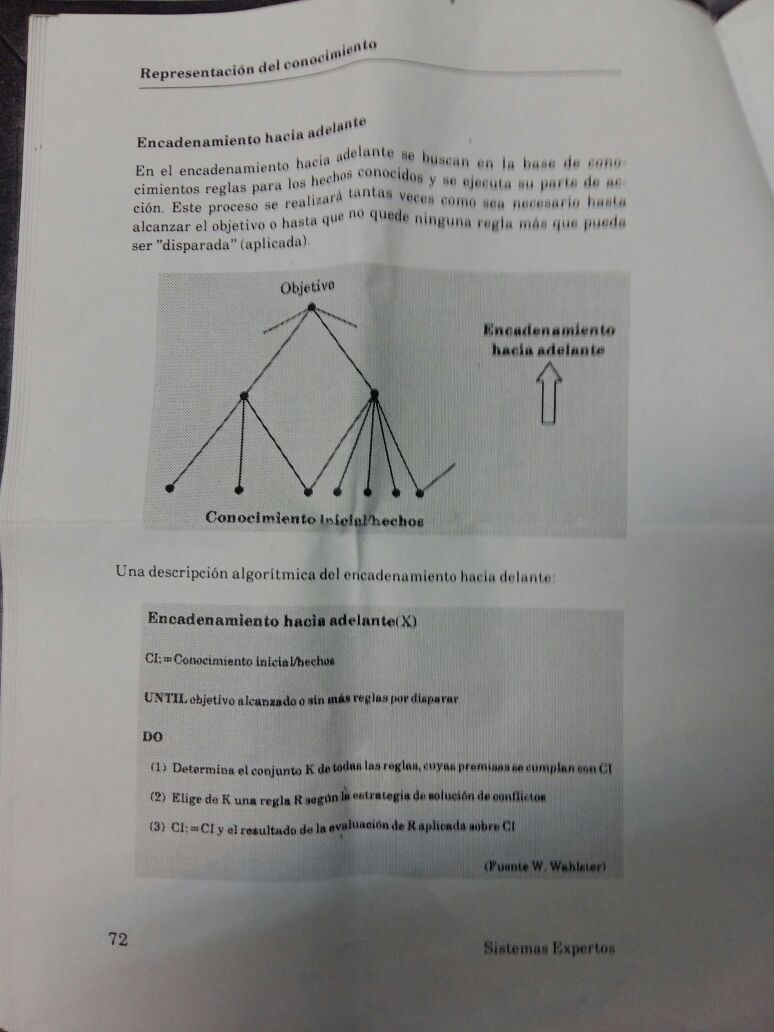 Representación del conocimiento
Encadenamiento hacia adelante
En el encadenamiento hacia adelante se buscan en la base de cono-
cimientos reglas para los hechos conocidos y se ejecuta su parte de ac-
ción. Este proceso se realizará tantas veces como sea necesario hasta
alcanzar el objetivo o hasta que no quede ninguna regla más que pueda
ser "disparada" (aplicada).
Objetivo
Encadenamiento
hacia adelante
Conocimiento inicial/hechos
Una descripción algorítmica del encadenamiento hacia delante:
Encadenamiento hacia adelante(X)
CI:=Conocimiento inicial/hechos
UNTIL objetivo alcanzado o sin más reglas por disparar
DO
(1) Determina el conjunto K de todas las reglas, cuyas premisas se cumplan con CI
(2) Elige de K una regla R según la estrategia de solución de conflictos
(3) CI:=CI y el resultado de la evaluación de R aplicada sobre CI
(Fuente W. Wahlster)
72
Sistemas Expertos